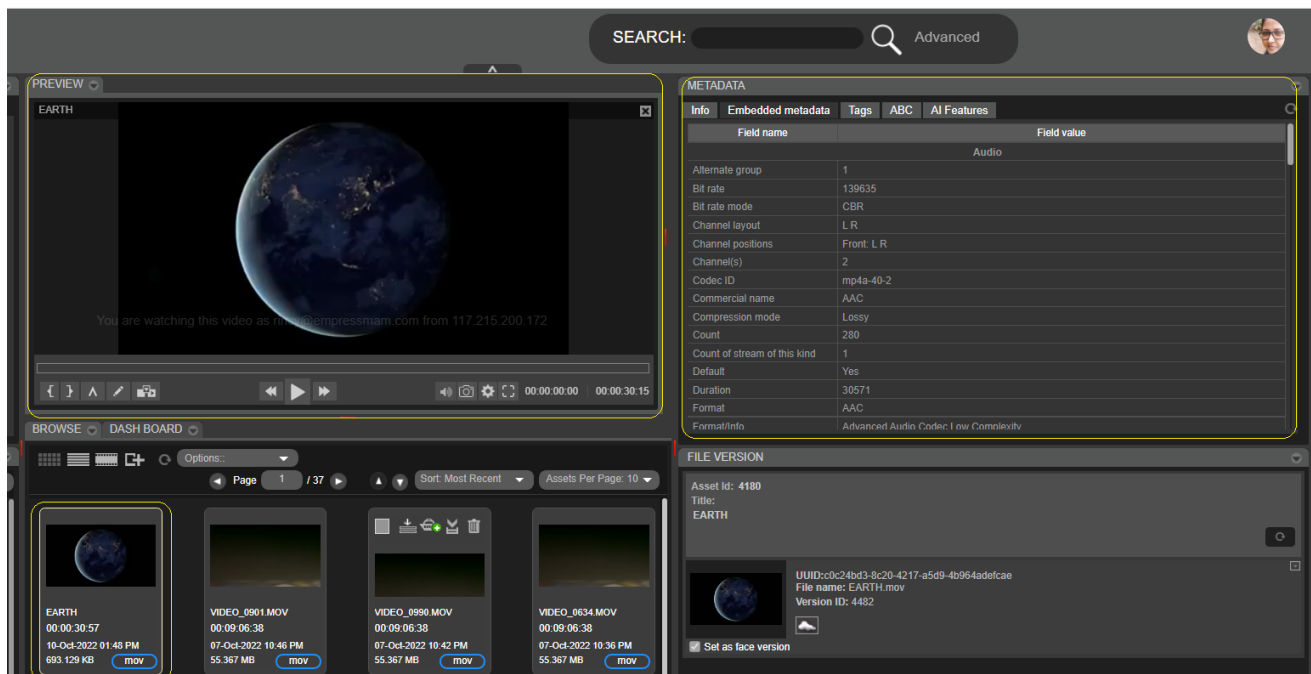 SEARCH:
Advanced
PREVIEW
EARTH
You are watching this video as empressmam.com from 117.215.200.172
00:00:00:00 00:00:30:15
METADATA
Info Embedded metadata Tags ABC AI Features
Field name Field value
Audio
Alternate group 1
Bit rate 139635
Bit rate mode CBR
Channel layout L R
Channel positions Front: L R
Channel(s) 2
Codec ID mp4a-40-2
Commercial name AAC
Compression mode Lossy
Count 280
Count of stream of this kind 1
Default Yes
Duration 30571
Format AAC
Format/Info Advanced Audio Codec Low Complexity
BROWSE DASH BOARD
Options::
Page 1 / 37 Sort: Most Recent Assets Per Page: 10
EARTH
00:00:30:57
10-Oct-2022 01:48 PM
693.129 KB mov
VIDEO_0901.MOV
00:09:06:38
07-Oct-2022 10:46 PM
55.367 MB mov
VIDEO_0990.MOV
00:09:06:38
07-Oct-2022 10:42 PM
55.367 MB mov
VIDEO_0634.MOV
00:09:06:38
07-Oct-2022 10:36 PM
55.367 MB mov
FILE VERSION
Asset Id: 4180
Title:
EARTH
UUID:c0c24bd3-8c20-4217-a5d9-4b964adefcae
File name: EARTH.mov
Version ID: 4482
Set as face version